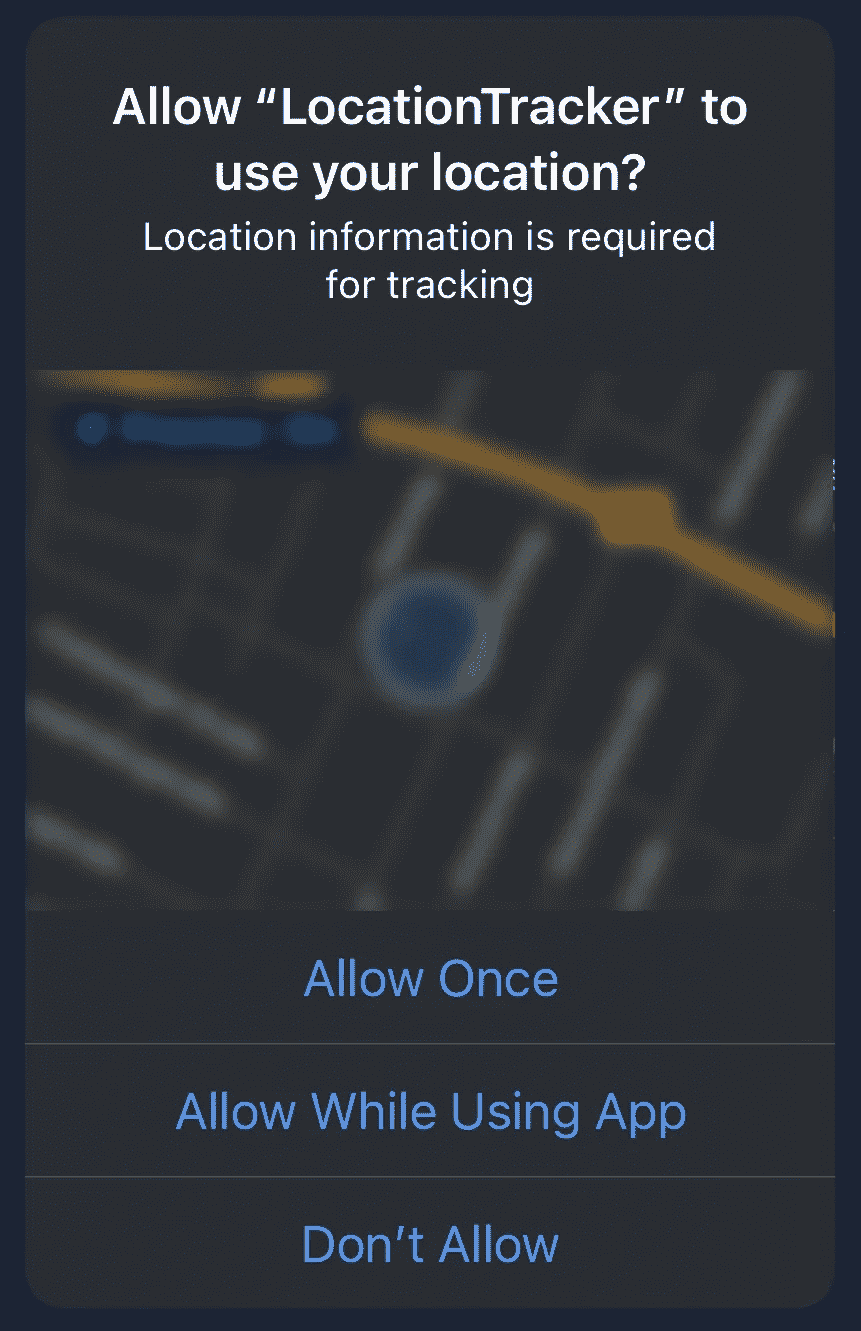 Allow “LocationTracker” to
use your location?
Location information is required
for tracking
Allow Once
Allow While Using App
Don’t Allow